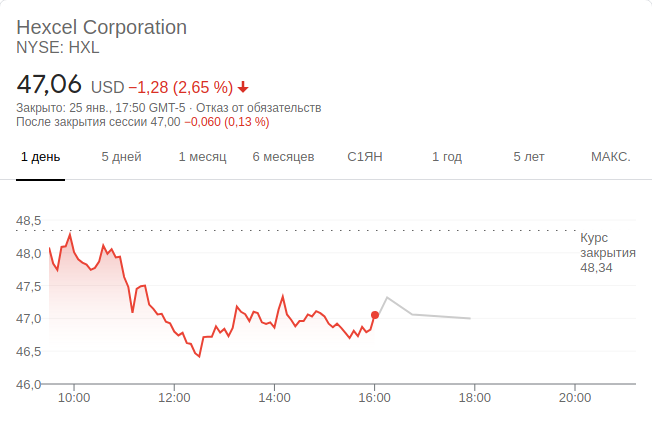 Hexcel Corporation
NYSE: HXL
47,06 USD −1,28 (2,65 %)
Закрыто: 25 янв., 17:50 GMT-5 · Отказ от обязательств
После закрытия сессии 47,00 −0,060 (0,13 %)
1 день 5 дней 1 месяц 6 месяцев С1ЯН 1 год 5 лет МАКС.
48,5
Курс
закрытия
48,34
48,0
47,5
47,0
46,5
46,0
10:00 12:00 14:00 16:00 18:00 20:00